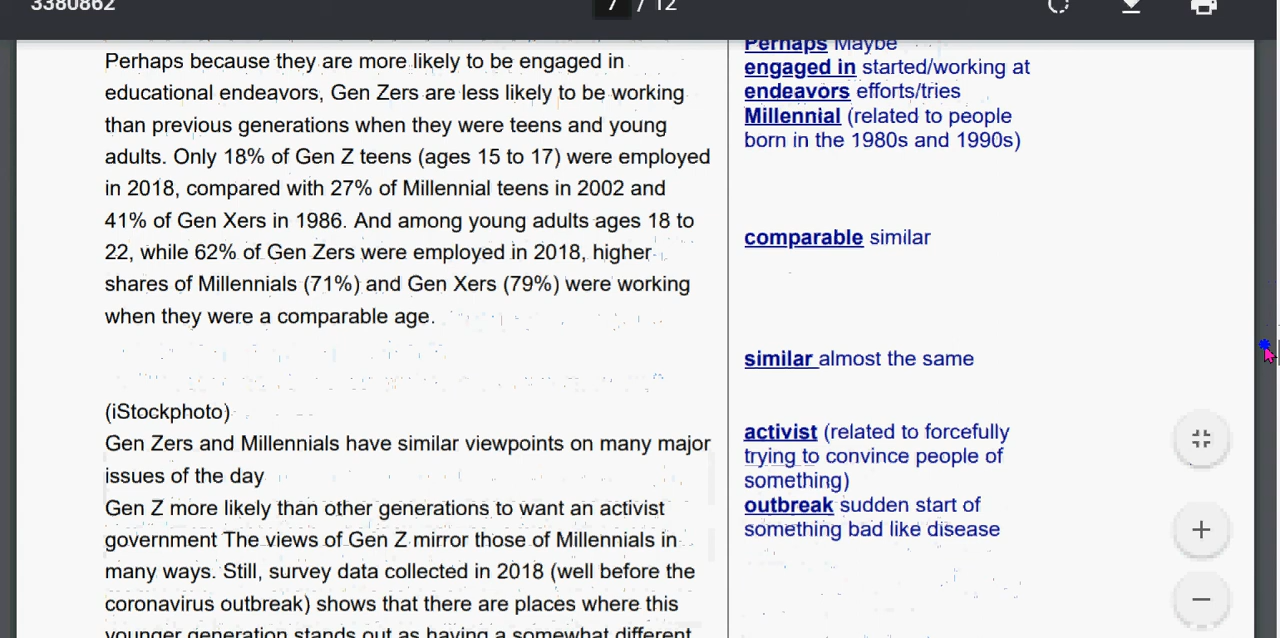 3380862
7 / 12
Perhaps because they are more likely to be engaged in
educational endeavors, Gen Zers are less likely to be working
than previous generations when they were teens and young
adults. Only 18% of Gen Z teens (ages 15 to 17) were employed
in 2018, compared with 27% of Millennial teens in 2002 and
41% of Gen Xers in 1986. And among young adults ages 18 to
22, while 62% of Gen Zers were employed in 2018, higher
shares of Millennials (71%) and Gen Xers (79%) were working
when they were a comparable age.
(iStockphoto)
Gen Zers and Millennials have similar viewpoints on many major
issues of the day
Gen Z more likely than other generations to want an activist
government The views of Gen Z mirror those of Millennials in
many ways. Still, survey data collected in 2018 (well before the
coronavirus outbreak) shows that there are places where this
younger generation stands out as having a somewhat different
Perhaps Maybe
engaged in started/working at
endeavors efforts/tries
Millennial (related to people
born in the 1980s and 1990s)
comparable similar
similar almost the same
activist (related to forcefully
trying to convince people of
something)
outbreak sudden start of
something bad like disease